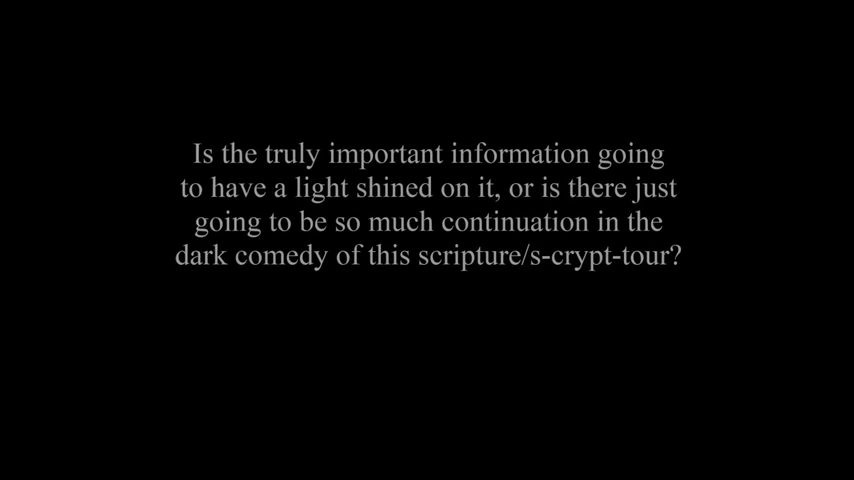 Is the truly important information going
to have a light shined on it, or is there just
going to be so much continuation in the
dark comedy of this scripture/s-crypt-tour?